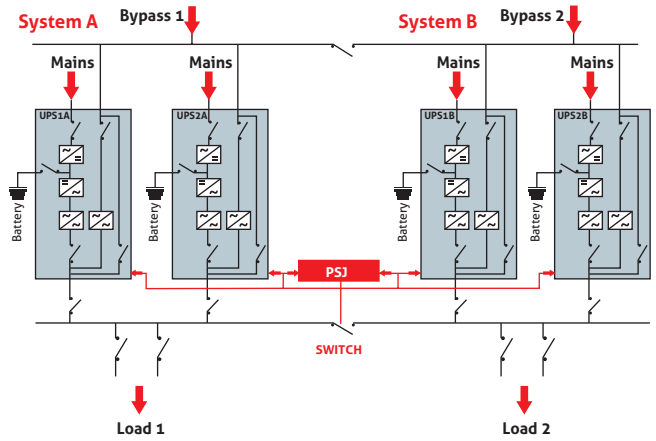 System A
Bypass 1
System B
Bypass 2
Mains
Mains
Mains
Mains
UPS1A
UPS2A
UPS1B
UPS2B
Battery
Battery
Battery
Battery
PSJ
SWITCH
Load 1
Load 2